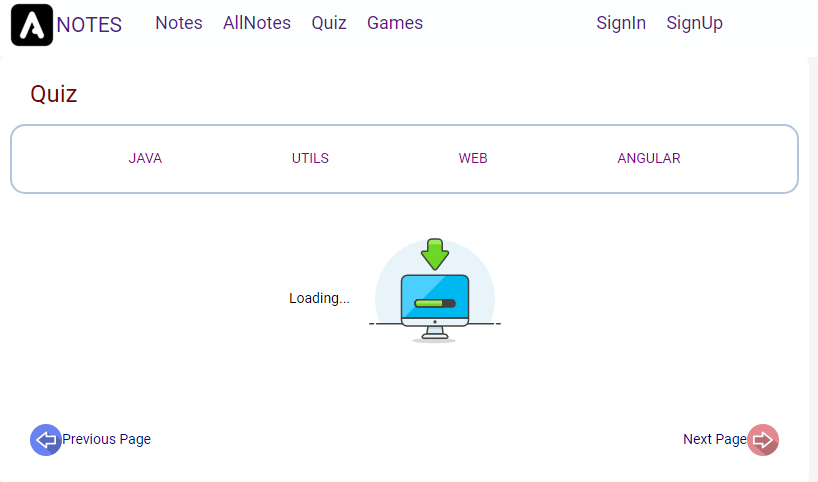 A NOTES Notes AllNotes Quiz Games SignIn SignUp
Quiz
JAVA UTILS WEB ANGULAR
Loading...
Previous Page Next Page